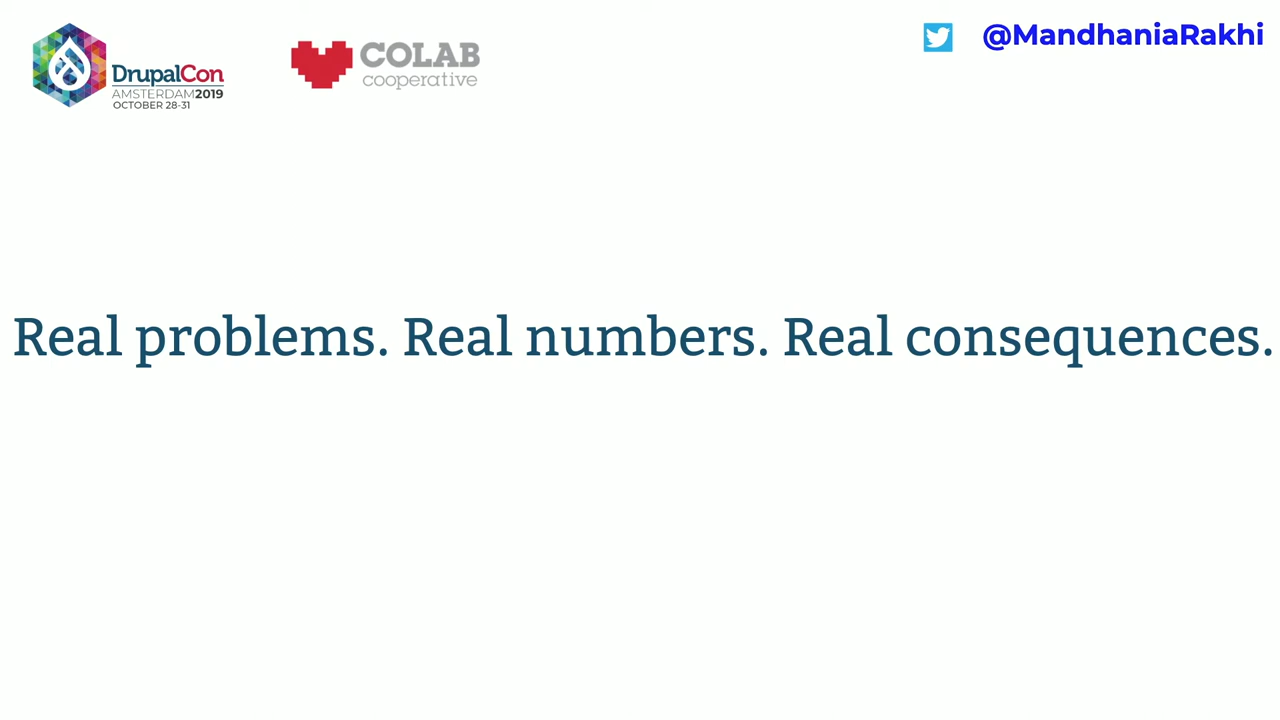 DrupalCon
AMSTERDAM2019
OCTOBER 28-31
COLAB
cooperative
@MandhaniaRakhi
Real problems. Real numbers. Real consequences.